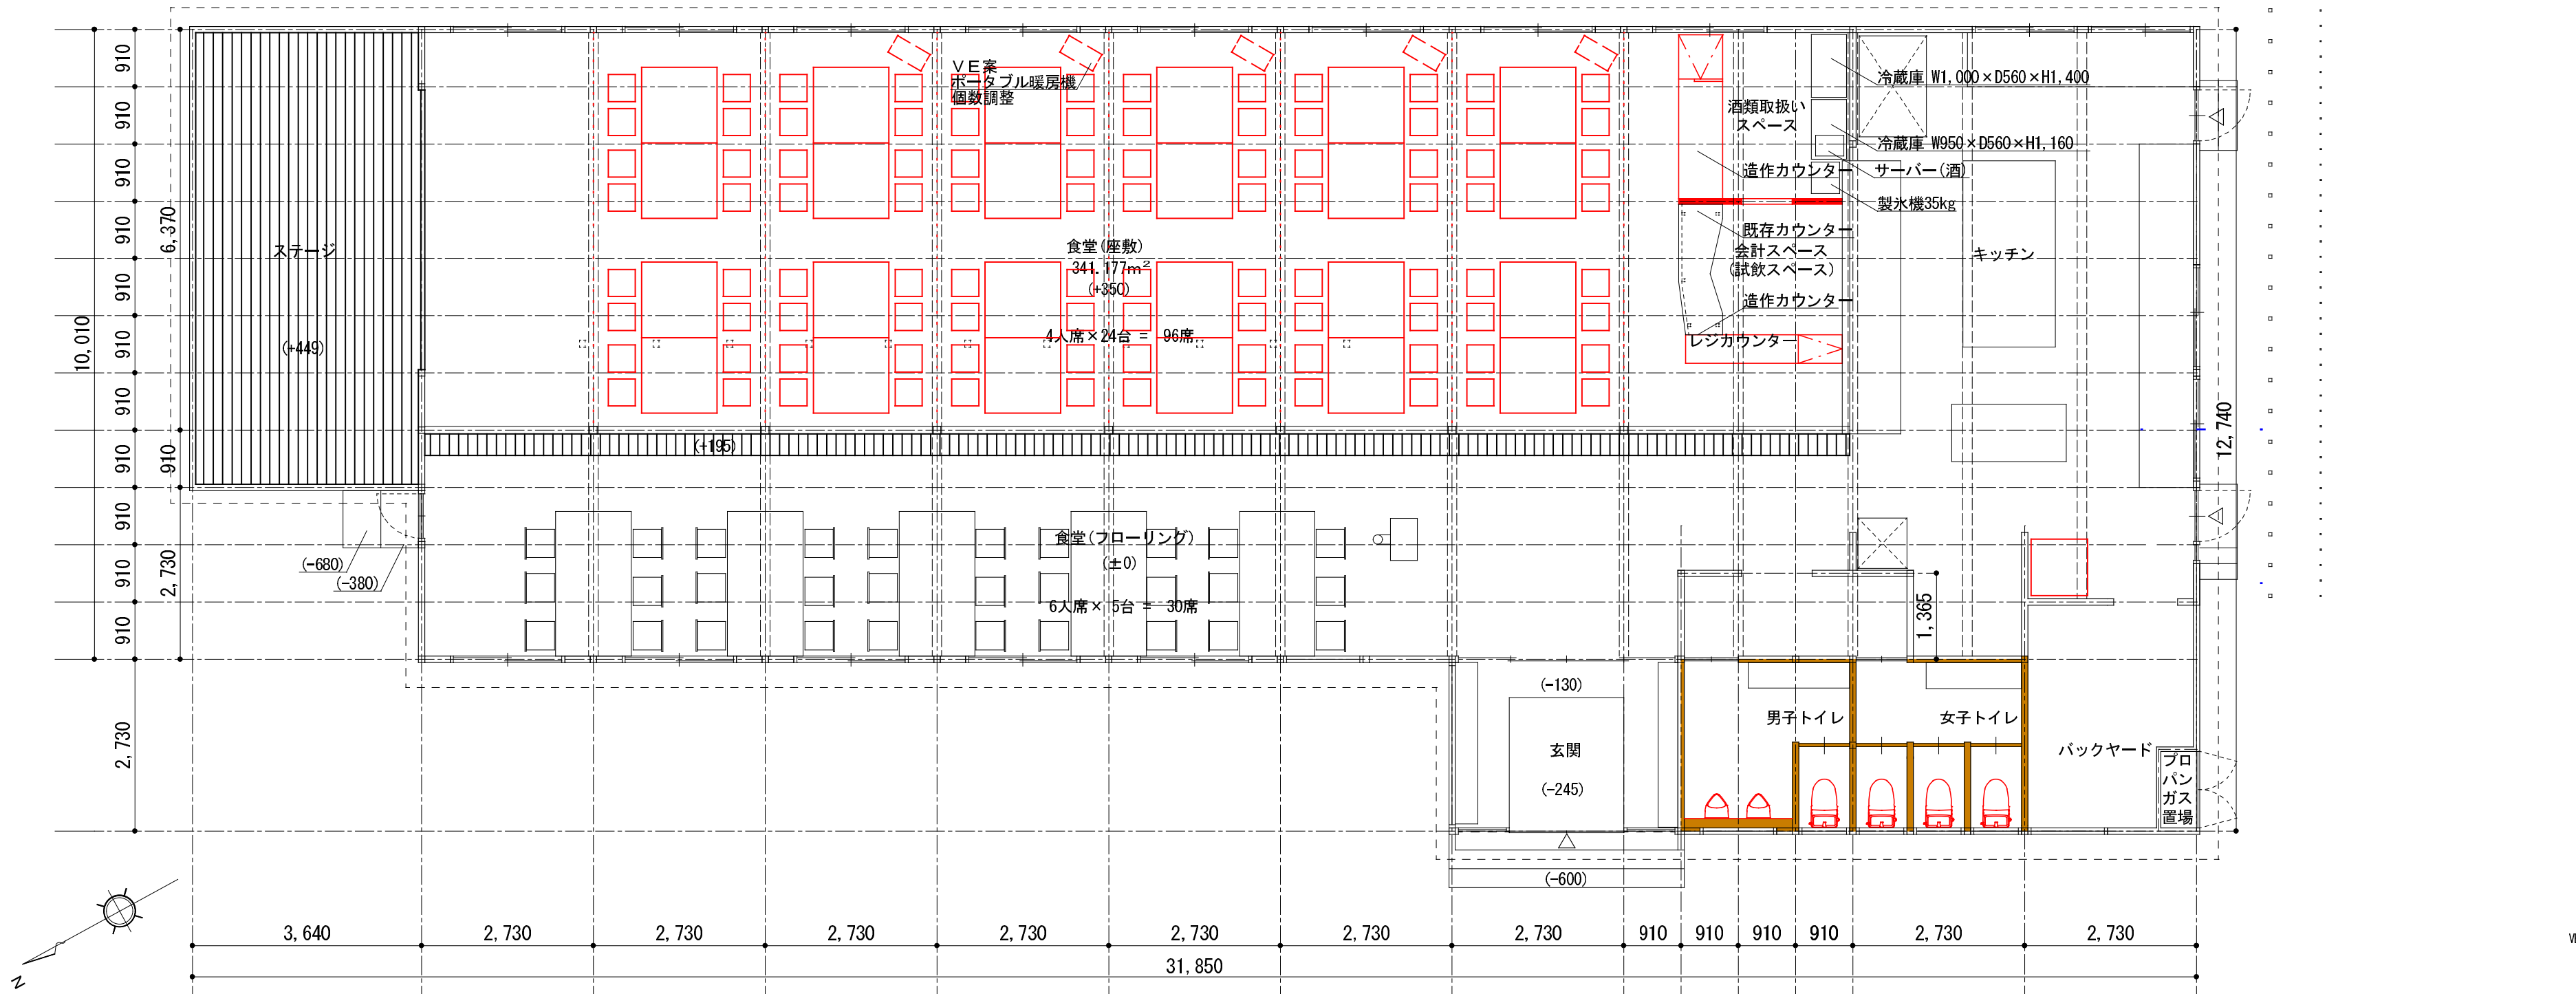 910
910
910
910
910
910
910
910
910
910
910
2,730
10,010
6,370
910
2,730
ステージ
(+449)
(-680)
(-380)
ＶＥ案
ポータブル暖房機
個数調整
食堂(座敷)
341.177m²
(+350)
4人席×24台 = 96席
(+195)
食堂(フローリング)
(±0)
6人席× 5台 = 30席
酒類取扱い
スペース
冷蔵庫 W1,000×D560×H1,400
冷蔵庫 W950×D560×H1,160
造作カウンター
サーバー(酒)
製氷機35kg
既存カウンター
会計スペース
(試飲スペース)
造作カウンター
レジカウンター
キッチン
12,740
1,365
(-130)
玄関
(-245)
(-600)
男子トイレ
女子トイレ
バックヤード
プロ
パン
ガス
置場
N
3,640
2,730
2,730
2,730
2,730
2,730
2,730
2,730
910
910
910
910
2,730
2,730
31,850